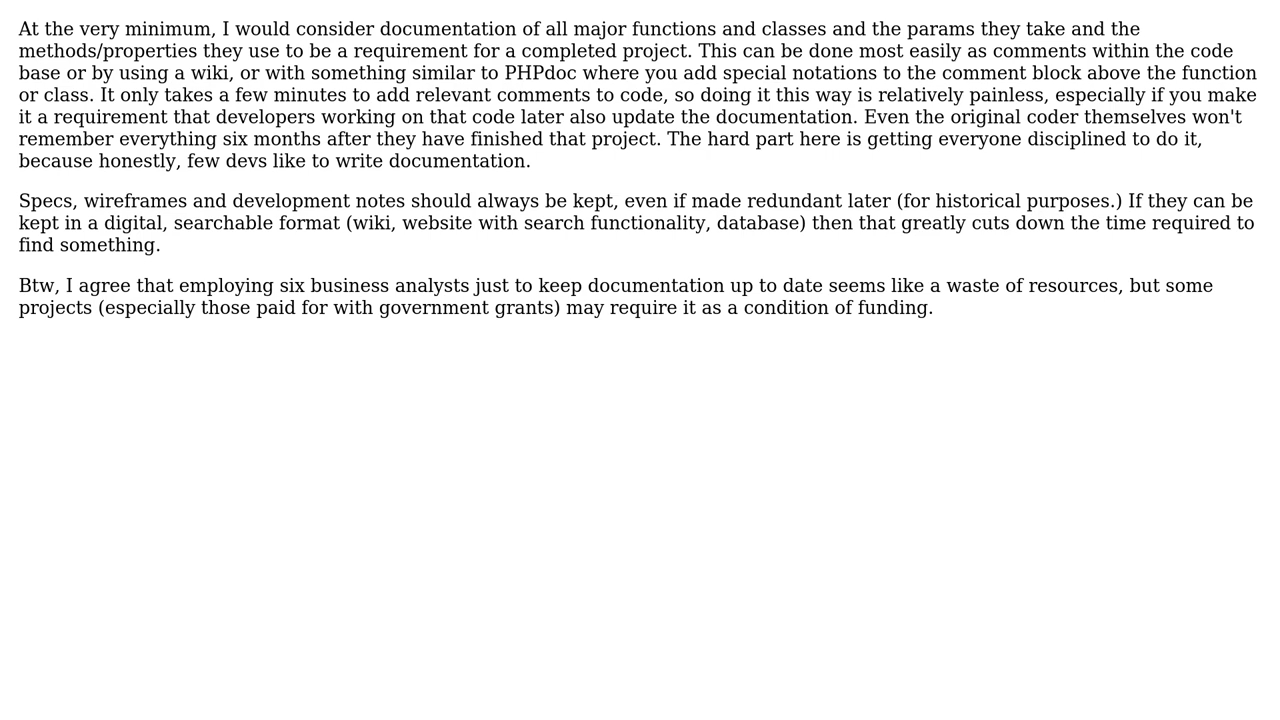 At the very minimum, I would consider documentation of all major functions and classes and the params they take and the
methods/properties they use to be a requirement for a completed project. This can be done most easily as comments within the code
base or by using a wiki, or with something similar to PHPdoc where you add special notations to the comment block above the function
or class. It only takes a few minutes to add relevant comments to code, so doing it this way is relatively painless, especially if you make
it a requirement that developers working on that code later also update the documentation. Even the original coder themselves won't
remember everything six months after they have finished that project. The hard part here is getting everyone disciplined to do it,
because honestly, few devs like to write documentation.
Specs, wireframes and development notes should always be kept, even if made redundant later (for historical purposes.) If they can be
kept in a digital, searchable format (wiki, website with search functionality, database) then that greatly cuts down the time required to
find something.
Btw, I agree that employing six business analysts just to keep documentation up to date seems like a waste of resources, but some
projects (especially those paid for with government grants) may require it as a condition of funding.